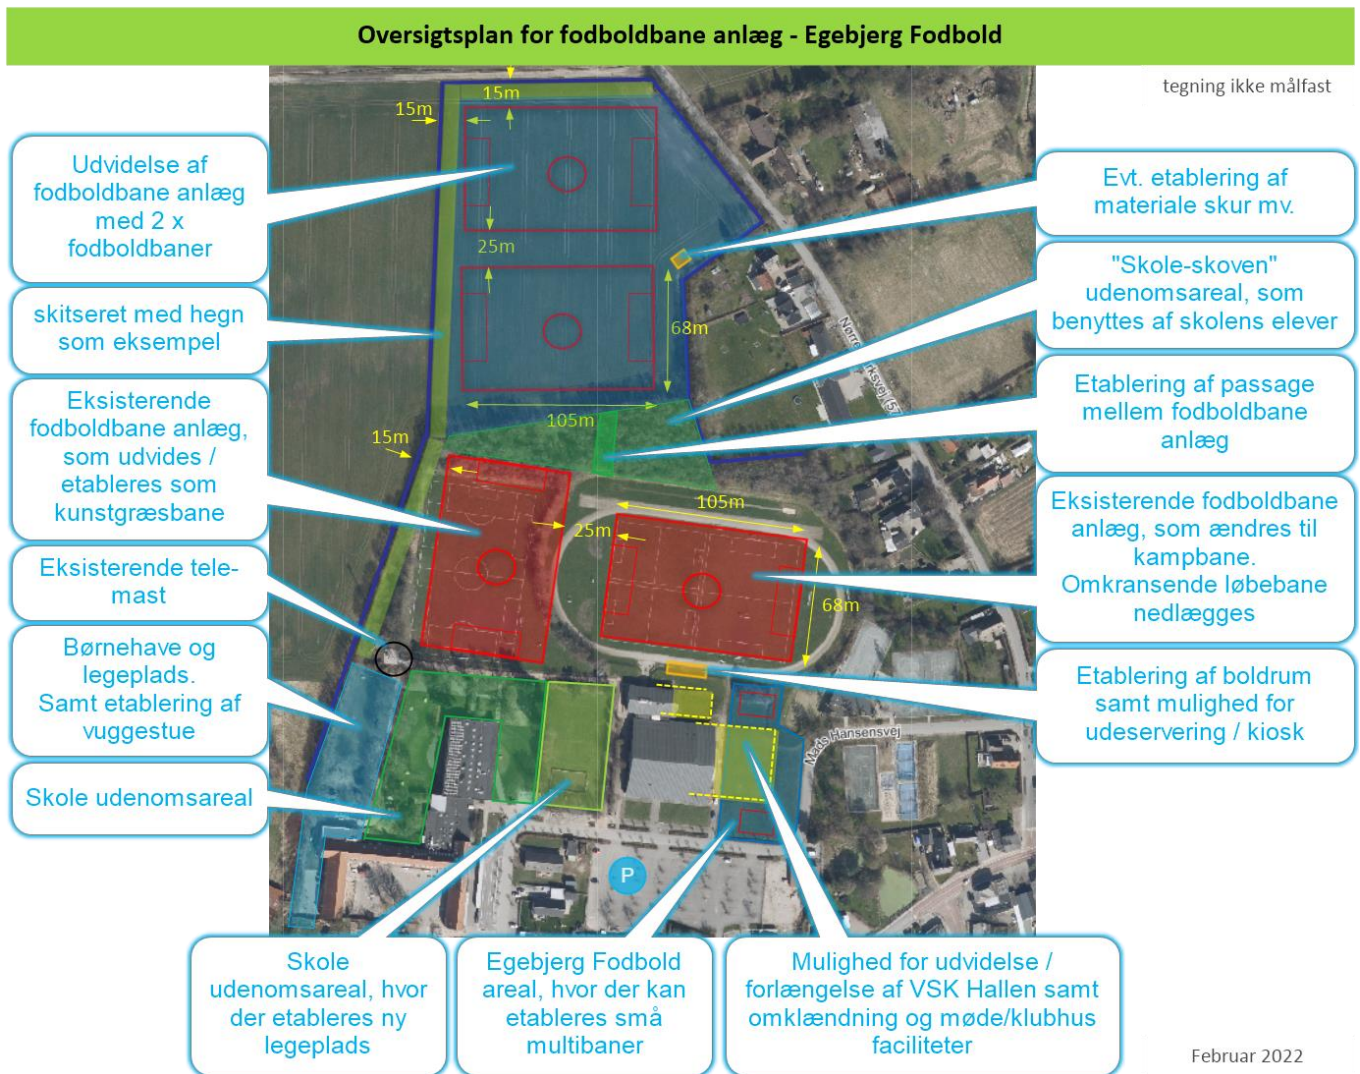 Oversigtsplan for fodboldbane anlæg - Egebjerg Fodbold
tegning ikke målfast
Udvidelse af
fodboldbane anlæg
med 2 x
fodboldbaner
skitseret med hegn
som eksempel
Eksisterende
fodboldbane anlæg,
som udvides /
etableres som
kunstgræsbane
Eksisterende tele-
mast
Børnehave og
legeplads.
Samt etablering af
vuggestue
Skole udenomsareal
15m
15m
25m
68m
105m
15m
105m
25m
68m
Mads Hansensvej
P
Evt. etablering af
materiale skur mv.
"Skole-skoven"
udenomsareal, som
benyttes af skolens elever
Etablering af passage
mellem fodboldbane
anlæg
Eksisterende fodboldbane
anlæg, som ændres til
kampbane.
Omkransende løbebane
nedlægges
Etablering af boldrum
samt mulighed for
udeservering / kiosk
Skole
udenomsareal, hvor
der etableres ny
legeplads
Egebjerg Fodbold
areal, hvor der kan
etableres små
multibaner
Mulighed for udvidelse /
forlængelse af VSK Hallen samt
omklændning og møde/klubhus
faciliteter
Februar 2022